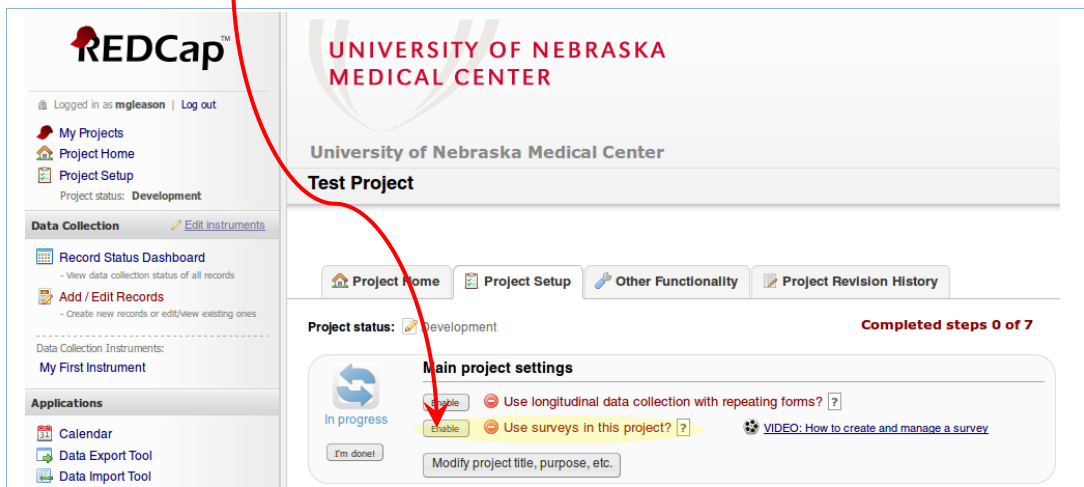 REDCap™
Logged in as mgleason | Log out
My Projects
Project Home
Project Setup
Project status: Development
Data Collection Edit instruments
Record Status Dashboard
- View data collection status of all records
Add / Edit Records
- Create new records or edit/view existing ones
Data Collection Instruments:
My First Instrument
Applications
Calendar
Data Export Tool
Data Import Tool
UNIVERSITY OF NEBRASKA
MEDICAL CENTER
University of Nebraska Medical Center
Test Project
Project Home Project Setup Other Functionality Project Revision History
Project status: Development Completed steps 0 of 7
Main project settings
In progress
I'm done!
Enable Use longitudinal data collection with repeating forms? ?
Enable Use surveys in this project? ? VIDEO: How to create and manage a survey
Modify project title, purpose, etc.